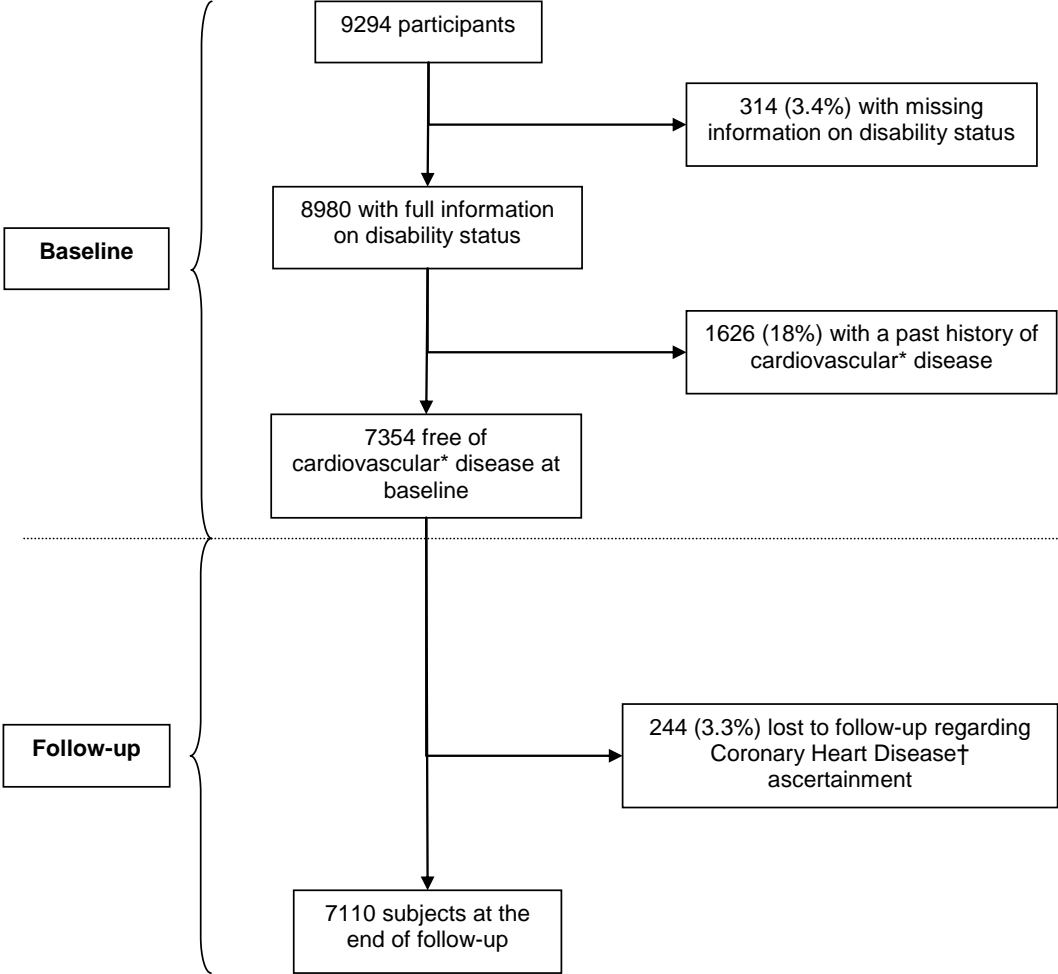 9294 participants
314 (3.4%) with missing
information on disability status
8980 with full information
on disability status
Baseline
1626 (18%) with a past history of
cardiovascular* disease
7354 free of
cardiovascular* disease at
baseline
244 (3.3%) lost to follow-up regarding
Coronary Heart Disease†
ascertainment
Follow-up
7110 subjects at the
end of follow-up